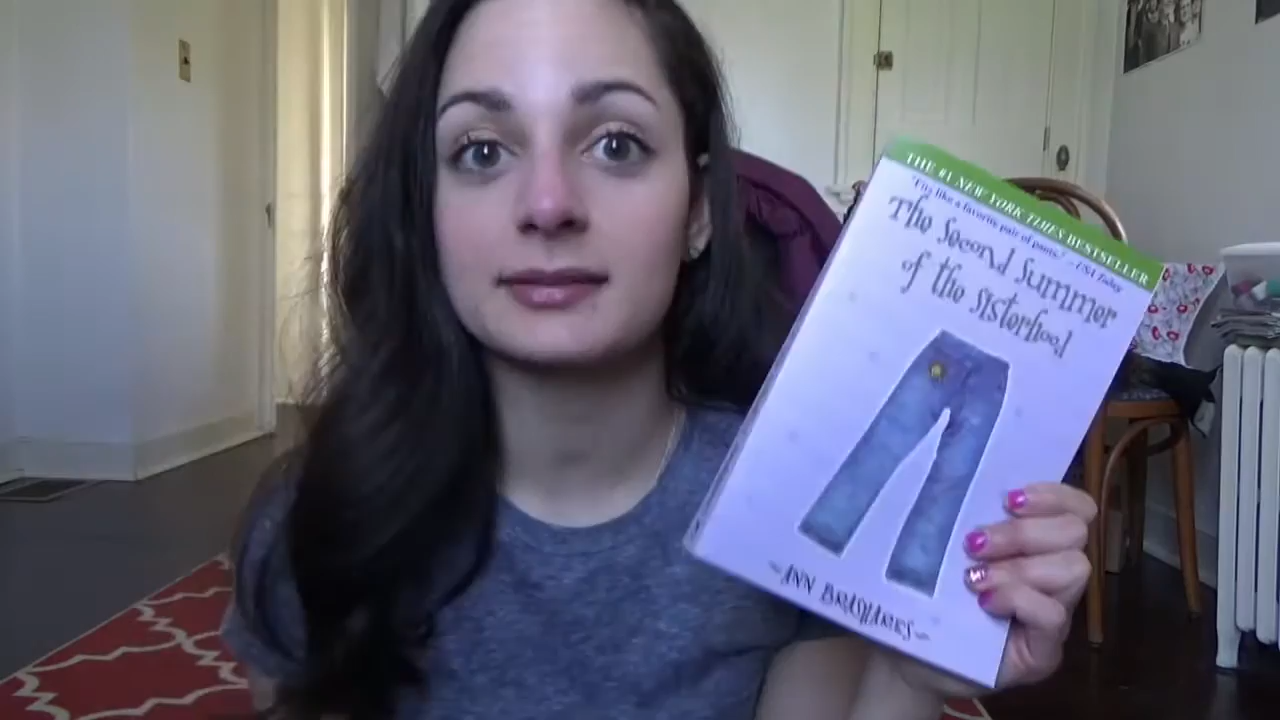 THE #1 NEW YORK TIMES BESTSELLER
"Fits like a favorite pair of pants." —USA Today
The Second Summer
of the Sisterhood
~ANN BRASHARES~